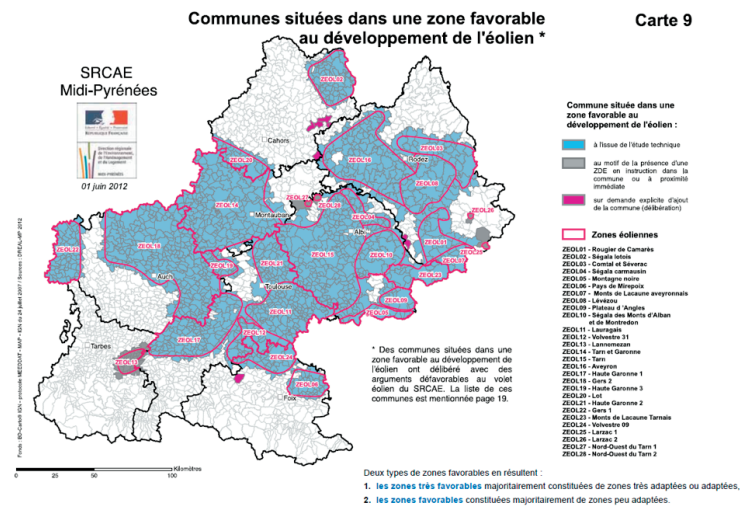 Communes situées dans une zone favorable
au développement de l'éolien *
Carte 9
SRCAE
Midi-Pyrénées
RÉPUBLIQUE FRANÇAISE
MIDI-PYRÉNÉES
01 juin 2012
Commune située dans une
zone favorable au
développement de l'éolien :
à l'issue de l'étude technique
au motif de la présence d'une
ZDE en instruction dans la
commune ou à proximité
immédiate
sur demande explicite d'ajout
de la commune (délibération)
Zones éoliennes
ZEOL01 - Rougier de Camarès
ZEOL02 - Ségala lotois
ZEOL03 - Comtal et Séverac
ZEOL04 - Ségala carmausin
ZEOL05 - Montagne noire
ZEOL06 - Pays de Mirepoix
ZEOL07 - Monts de Lacaune aveyronnais
ZEOL08 - Lévézou
ZEOL09 - Plateau d'Angles
ZEOL10 - Ségala des Monts d'Alban
et de Montredon
ZEOL11 - Lauragais
ZEOL12 - Volvestre 31
ZEOL13 - Lannemezan
ZEOL14 - Tarn et Garonne
ZEOL15 - Tarn
ZEOL16 - Aveyron
ZEOL17 - Haute Garonne 1
ZEOL18 - Gers 2
ZEOL19 - Haute Garonne 3
ZEOL20 - Lot
ZEOL21 - Haute Garonne 2
ZEOL22 - Gers 1
ZEOL23 - Monts de Lacaune Tarnais
ZEOL24 - Volvestre 09
ZEOL25 - Larzac 1
ZEOL26 - Larzac 2
ZEOL27 - Nord-Ouest du Tarn 1
ZEOL28 - Nord-Ouest du Tarn 2
ZEOL02
Cahors
ZEOL20
ZEOL16
ZEOL03
Rodez
ZEOL08
ZEOL27
ZEOL28
ZEOL14
Montauban
ZEOL04
ZEOL26
Albi
ZEOL01
ZEOL22
ZEOL18
ZEOL15
ZEOL10
ZEOL25
ZEOL07
ZEOL19
ZEOL21
ZEOL23
Auch
Toulouse
ZEOL09
ZEOL11
ZEOL05
ZEOL17
ZEOL12
Tarbes
ZEOL13
ZEOL24
ZEOL06
Foix
* Des communes situées dans une
zone favorable au développement de
l'éolien ont délibéré avec des
arguments défavorables au volet
éolien du SRCAE. La liste de ces
communes est mentionnée page 19.
Kilomètres
0 50 100
Deux types de zones favorables en résultent :
1. les zones très favorables majoritairement constituées de zones très adaptées ou adaptées,
2. les zones favorables constituées majoritairement de zones peu adaptées.